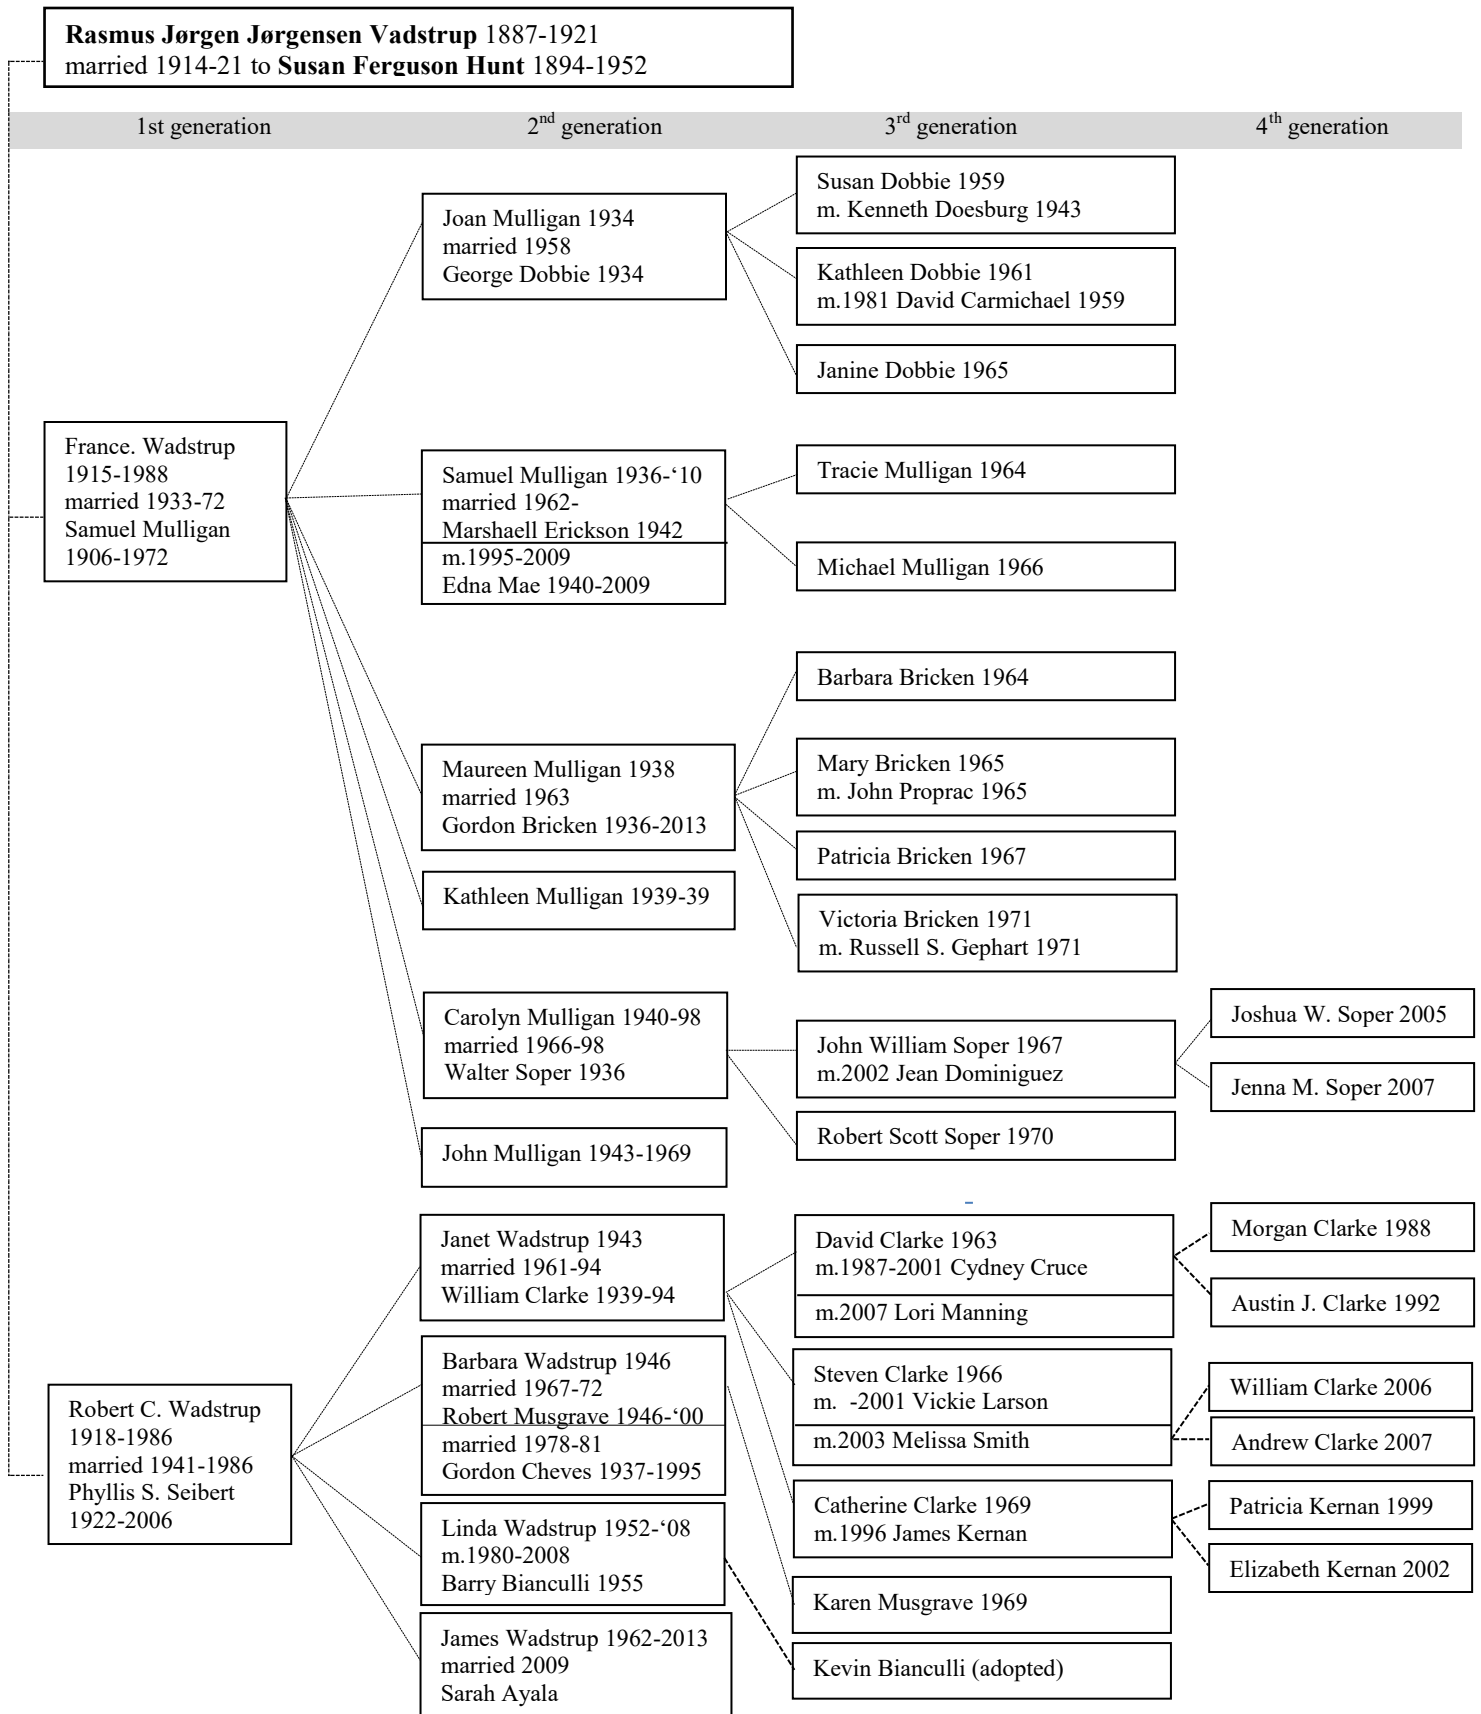 Rasmus Jørgen Jørgensen Vadstrup 1887-1921
married 1914-21 to Susan Ferguson Hunt 1894-1952
1st generation
2nd generation
3rd generation
4th generation
Susan Dobbie 1959
m. Kenneth Doesburg 1943
Joan Mulligan 1934
married 1958
George Dobbie 1934
Kathleen Dobbie 1961
m.1981 David Carmichael 1959
Janine Dobbie 1965
France. Wadstrup
1915-1988
married 1933-72
Samuel Mulligan
1906-1972
Samuel Mulligan 1936-‘10
married 1962-
Marshaell Erickson 1942
m.1995-2009
Edna Mae 1940-2009
Tracie Mulligan 1964
Michael Mulligan 1966
Barbara Bricken 1964
Maureen Mulligan 1938
married 1963
Gordon Bricken 1936-2013
Mary Bricken 1965
m. John Proprac 1965
Patricia Bricken 1967
Kathleen Mulligan 1939-39
Victoria Bricken 1971
m. Russell S. Gephart 1971
Carolyn Mulligan 1940-98
married 1966-98
Walter Soper 1936
John William Soper 1967
m.2002 Jean Dominiguez
Joshua W. Soper 2005
Jenna M. Soper 2007
Robert Scott Soper 1970
John Mulligan 1943-1969
Janet Wadstrup 1943
married 1961-94
William Clarke 1939-94
David Clarke 1963
m.1987-2001 Cydney Cruce
m.2007 Lori Manning
Morgan Clarke 1988
Austin J. Clarke 1992
Barbara Wadstrup 1946
married 1967-72
Robert Musgrave 1946-‘00
married 1978-81
Gordon Cheves 1937-1995
Steven Clarke 1966
m.  -2001 Vickie Larson
m.2003 Melissa Smith
William Clarke 2006
Andrew Clarke 2007
Robert C. Wadstrup
1918-1986
married 1941-1986
Phyllis S. Seibert
1922-2006
Catherine Clarke 1969
m.1996 James Kernan
Patricia Kernan 1999
Elizabeth Kernan 2002
Linda Wadstrup 1952-‘08
m.1980-2008
Barry Bianculli 1955
Karen Musgrave 1969
James Wadstrup 1962-2013
married 2009
Sarah Ayala
Kevin Bianculli (adopted)